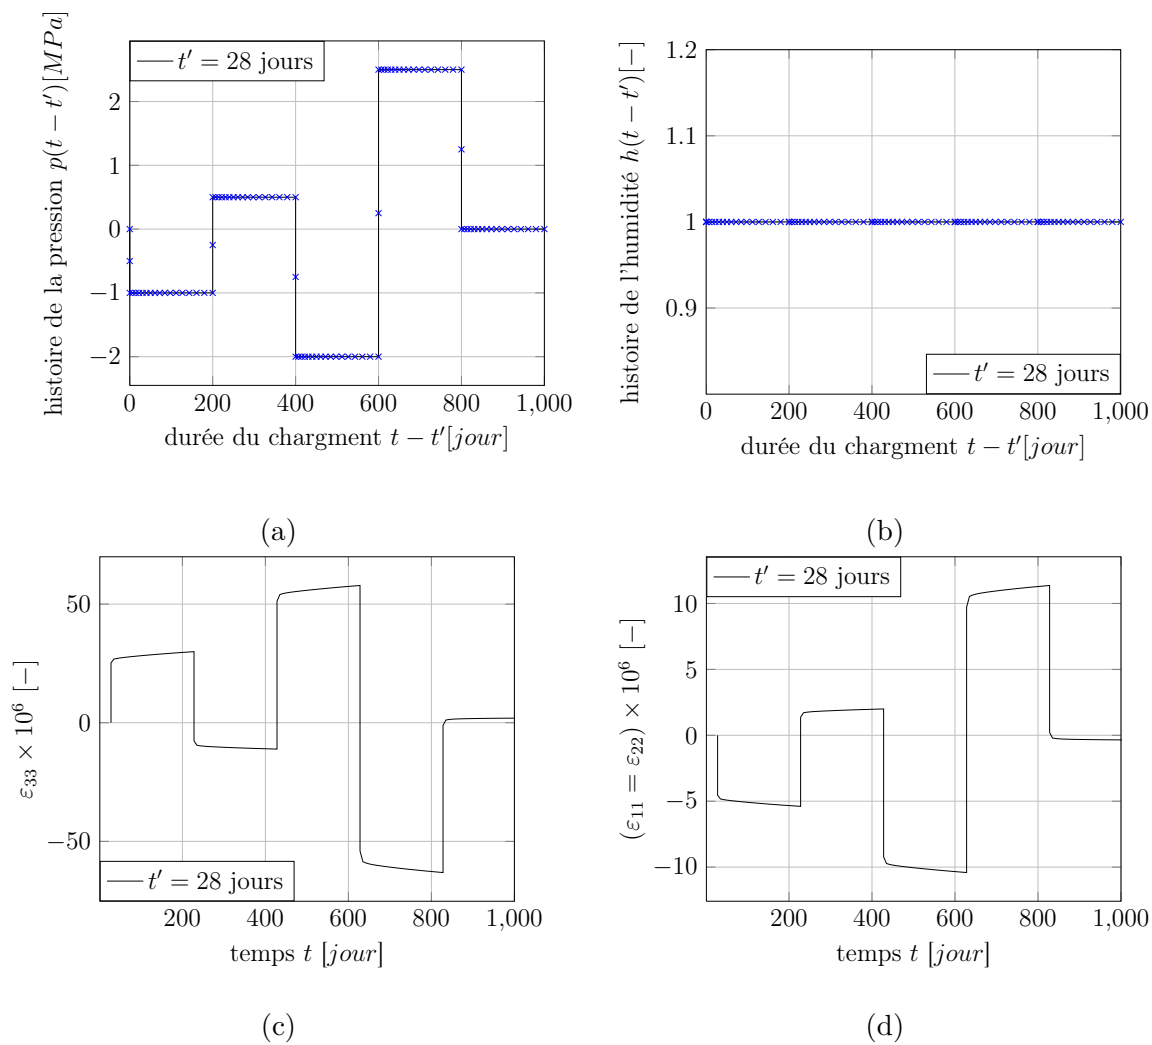 histoire de la pression p(t − t′)[MPa]
t′ = 28 jours
2
1
0
−1
−2
0 200 400 600 800 1,000
durée du chargment t − t′[jour]
(a)
histoire de l'humidité h(t − t′)[−]
1.2
1.1
1
0.9
t′ = 28 jours
0 200 400 600 800 1,000
durée du chargment t − t′[jour]
(b)
ε33 × 10⁶ [−]
50
0
−50
t′ = 28 jours
200 400 600 800 1,000
temps t [jour]
(c)
(ε11 = ε22) × 10⁶ [−]
t′ = 28 jours
10
5
0
−5
−10
200 400 600 800 1,000
temps t [jour]
(d)